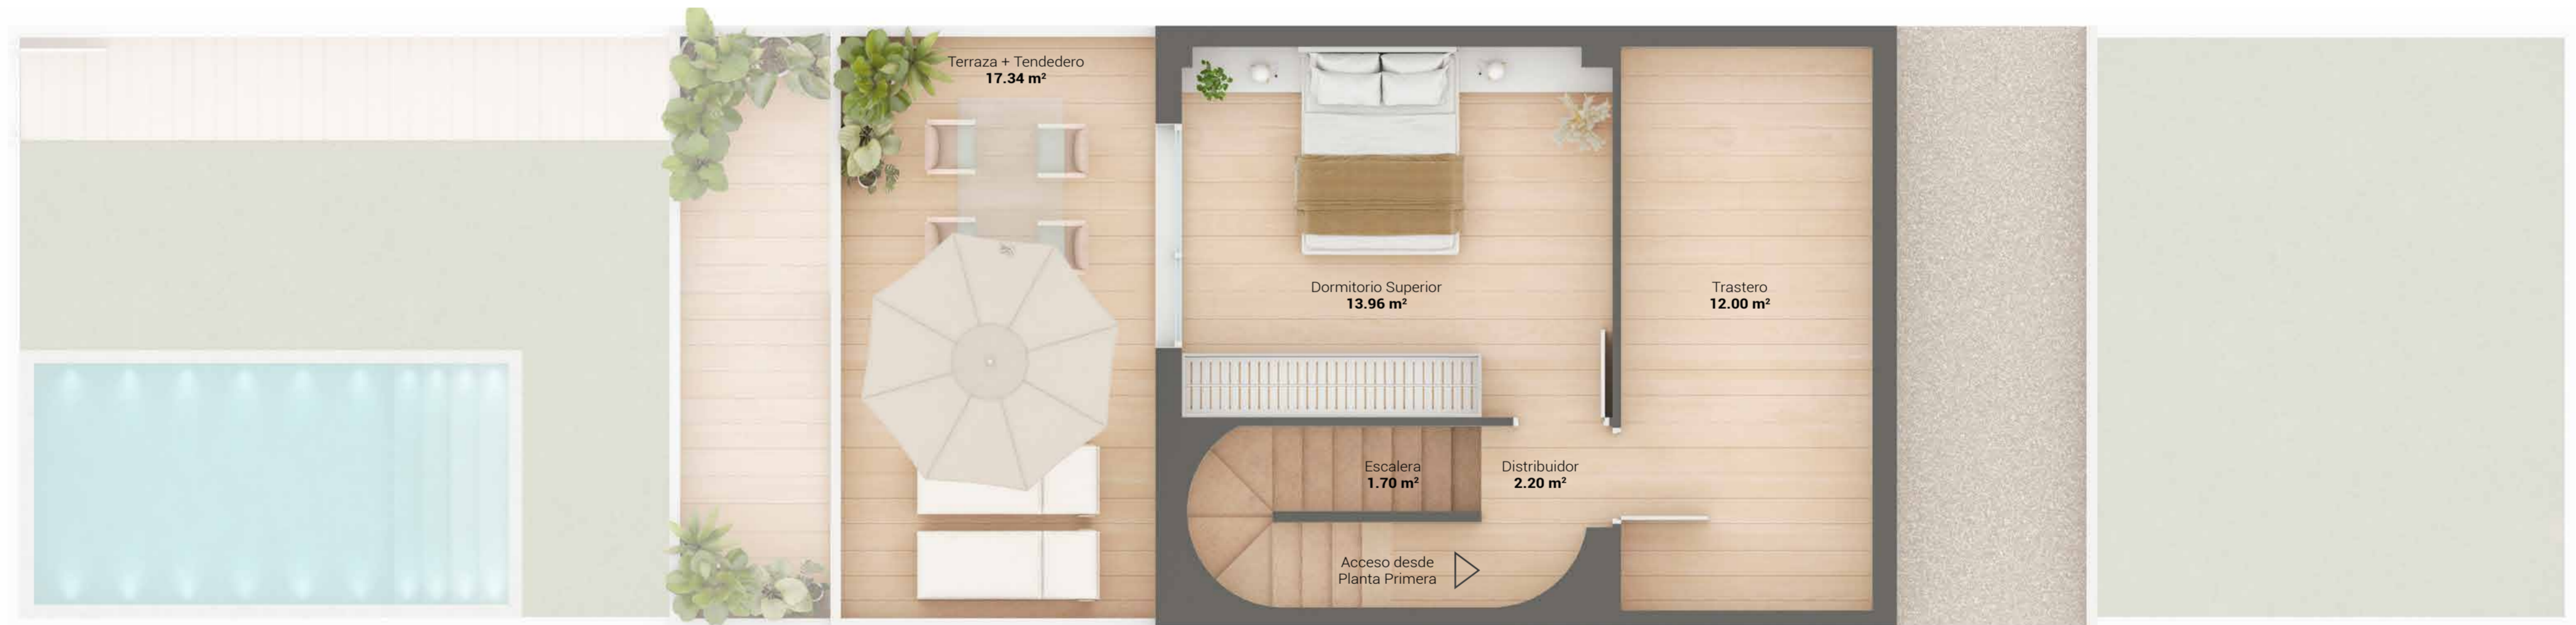 Terraza + Tendedero
17.34 m²
Dormitorio Superior
13.96 m²
Trastero
12.00 m²
Escalera
1.70 m²
Distribuidor
2.20 m²
Acceso desde
Planta Primera